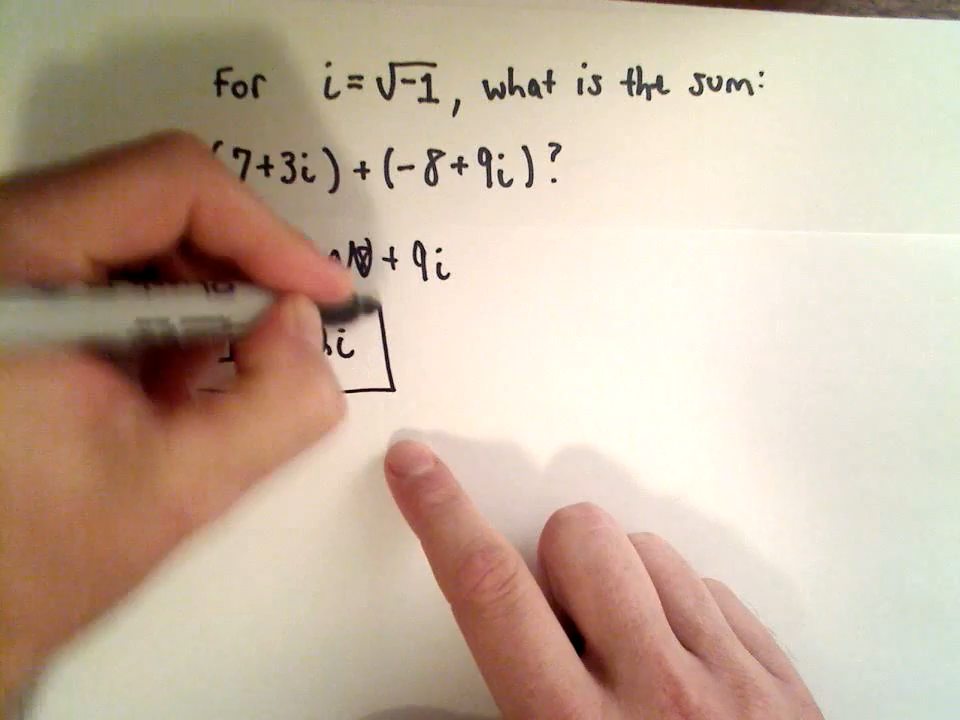 For i = √-1, what is the sum:
(7+3i) + (-8 + 9i)?
+ 9i
i